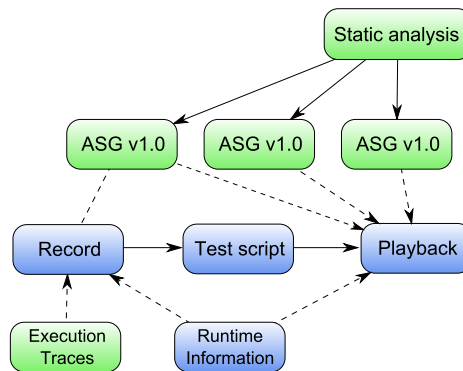 Static analysis
ASG v1.0
ASG v1.0
ASG v1.0
Record
Test script
Playback
Execution
Traces
Runtime
Information